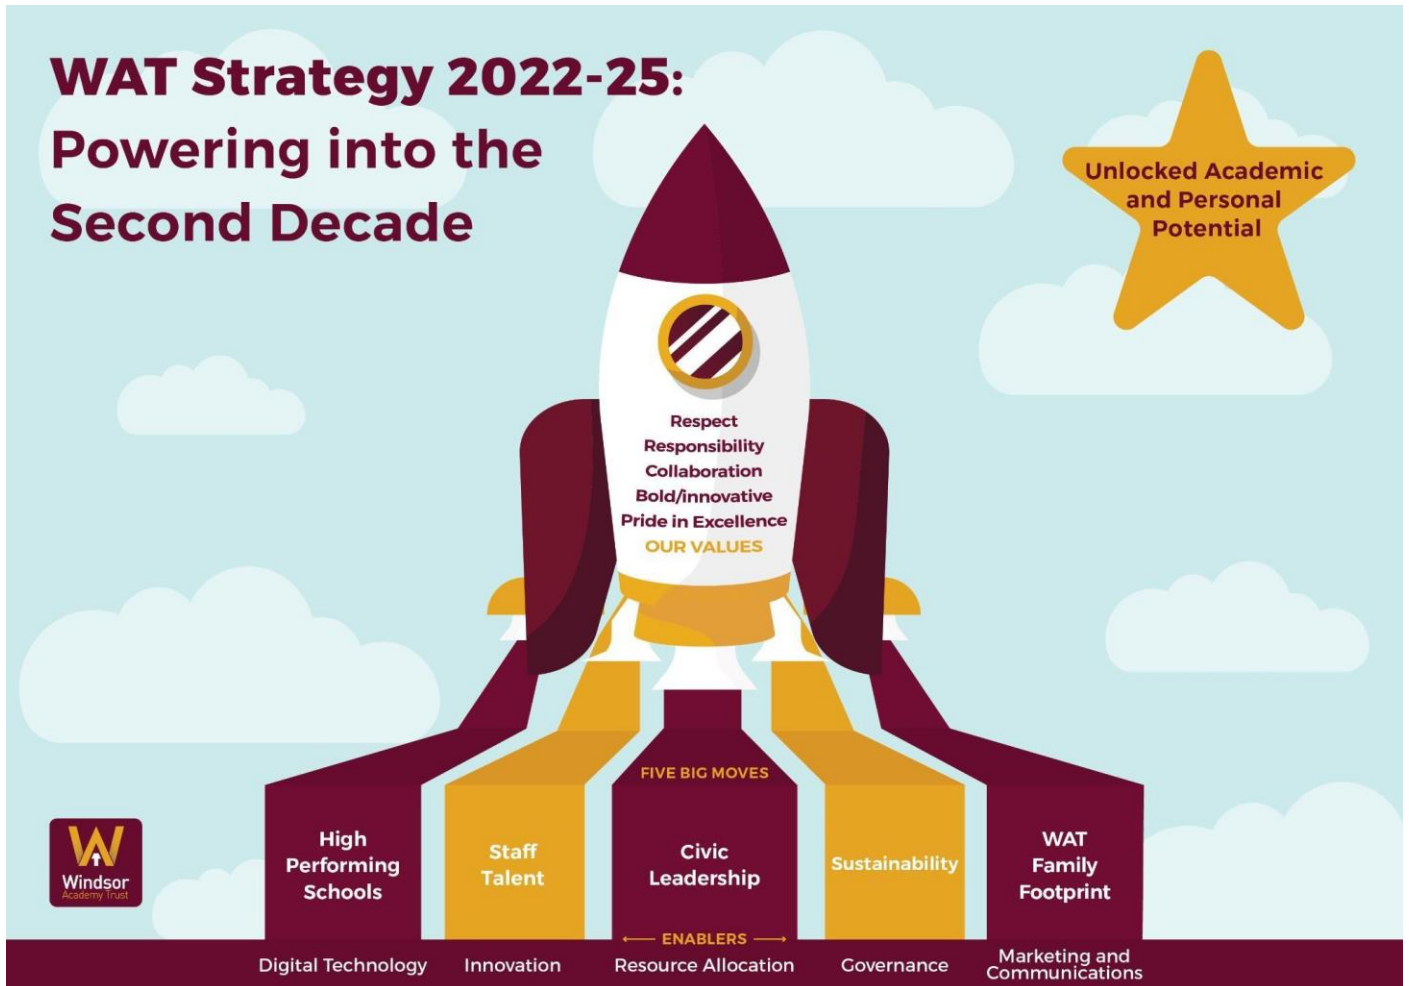 WAT Strategy 2022-25:
Powering into the
Second Decade
Unlocked Academic
and Personal
Potential
Respect
Responsibility
Collaboration
Bold/innovative
Pride in Excellence
OUR VALUES
FIVE BIG MOVES
High
Performing
Schools
Staff
Talent
Civic
Leadership
Sustainability
WAT
Family
Footprint
Windsor
Academy Trust
ENABLERS
Digital Technology
Innovation
Resource Allocation
Governance
Marketing and
Communications